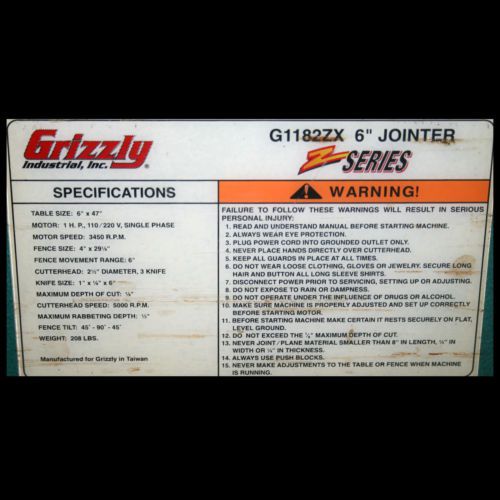 Grizzly
Industrial, Inc.®
G1182ZX 6" JOINTER
Z SERIES
SPECIFICATIONS
TABLE SIZE: 6" x 47"
MOTOR: 1 H.P., 110/220 V, SINGLE PHASE
MOTOR SPEED: 3450 R.P.M.
FENCE SIZE: 4" x 29¼"
FENCE MOVEMENT RANGE: 6"
CUTTERHEAD: 2½" DIAMETER, 3 KNIFE
KNIFE SIZE: 1" x ⅛" x 6"
MAXIMUM DEPTH OF CUT: ⅛"
CUTTERHEAD SPEED: 5000 R.P.M.
MAXIMUM RABBETING DEPTH: ½"
FENCE TILT: 45° - 90° - 45°
WEIGHT: 208 LBS.
Manufactured for Grizzly in Taiwan
WARNING!
FAILURE TO FOLLOW THESE WARNINGS WILL RESULT IN SERIOUS
PERSONAL INJURY:
1. READ AND UNDERSTAND MANUAL BEFORE STARTING MACHINE.
2. ALWAYS WEAR EYE PROTECTION.
3. PLUG POWER CORD INTO GROUNDED OUTLET ONLY.
4. NEVER PLACE HANDS DIRECTLY OVER CUTTERHEAD.
5. KEEP ALL GUARDS IN PLACE AT ALL TIMES.
6. DO NOT WEAR LOOSE CLOTHING, GLOVES OR JEWELRY. SECURE LONG
HAIR AND BUTTON ALL LONG SLEEVE SHIRTS.
7. DISCONNECT POWER PRIOR TO SERVICING, SETTING UP OR ADJUSTING.
8. DO NOT EXPOSE TO RAIN OR DAMPNESS.
9. DO NOT OPERATE UNDER THE INFLUENCE OF DRUGS OR ALCOHOL.
10. MAKE SURE MACHINE IS PROPERLY ADJUSTED AND SET UP CORRECTLY
BEFORE STARTING MOTOR.
11. BEFORE STARTING MACHINE MAKE CERTAIN IT RESTS SECURELY ON FLAT,
LEVEL GROUND.
12. DO NOT EXCEED THE ⅛" MAXIMUM DEPTH OF CUT.
13. NEVER JOINT / PLANE MATERIAL SMALLER THAN 8" IN LENGTH, ¾" IN
WIDTH OR ¼" IN THICKNESS.
14. ALWAYS USE PUSH BLOCKS.
15. NEVER MAKE ADJUSTMENTS TO THE TABLE OR FENCE WHEN MACHINE
IS RUNNING.